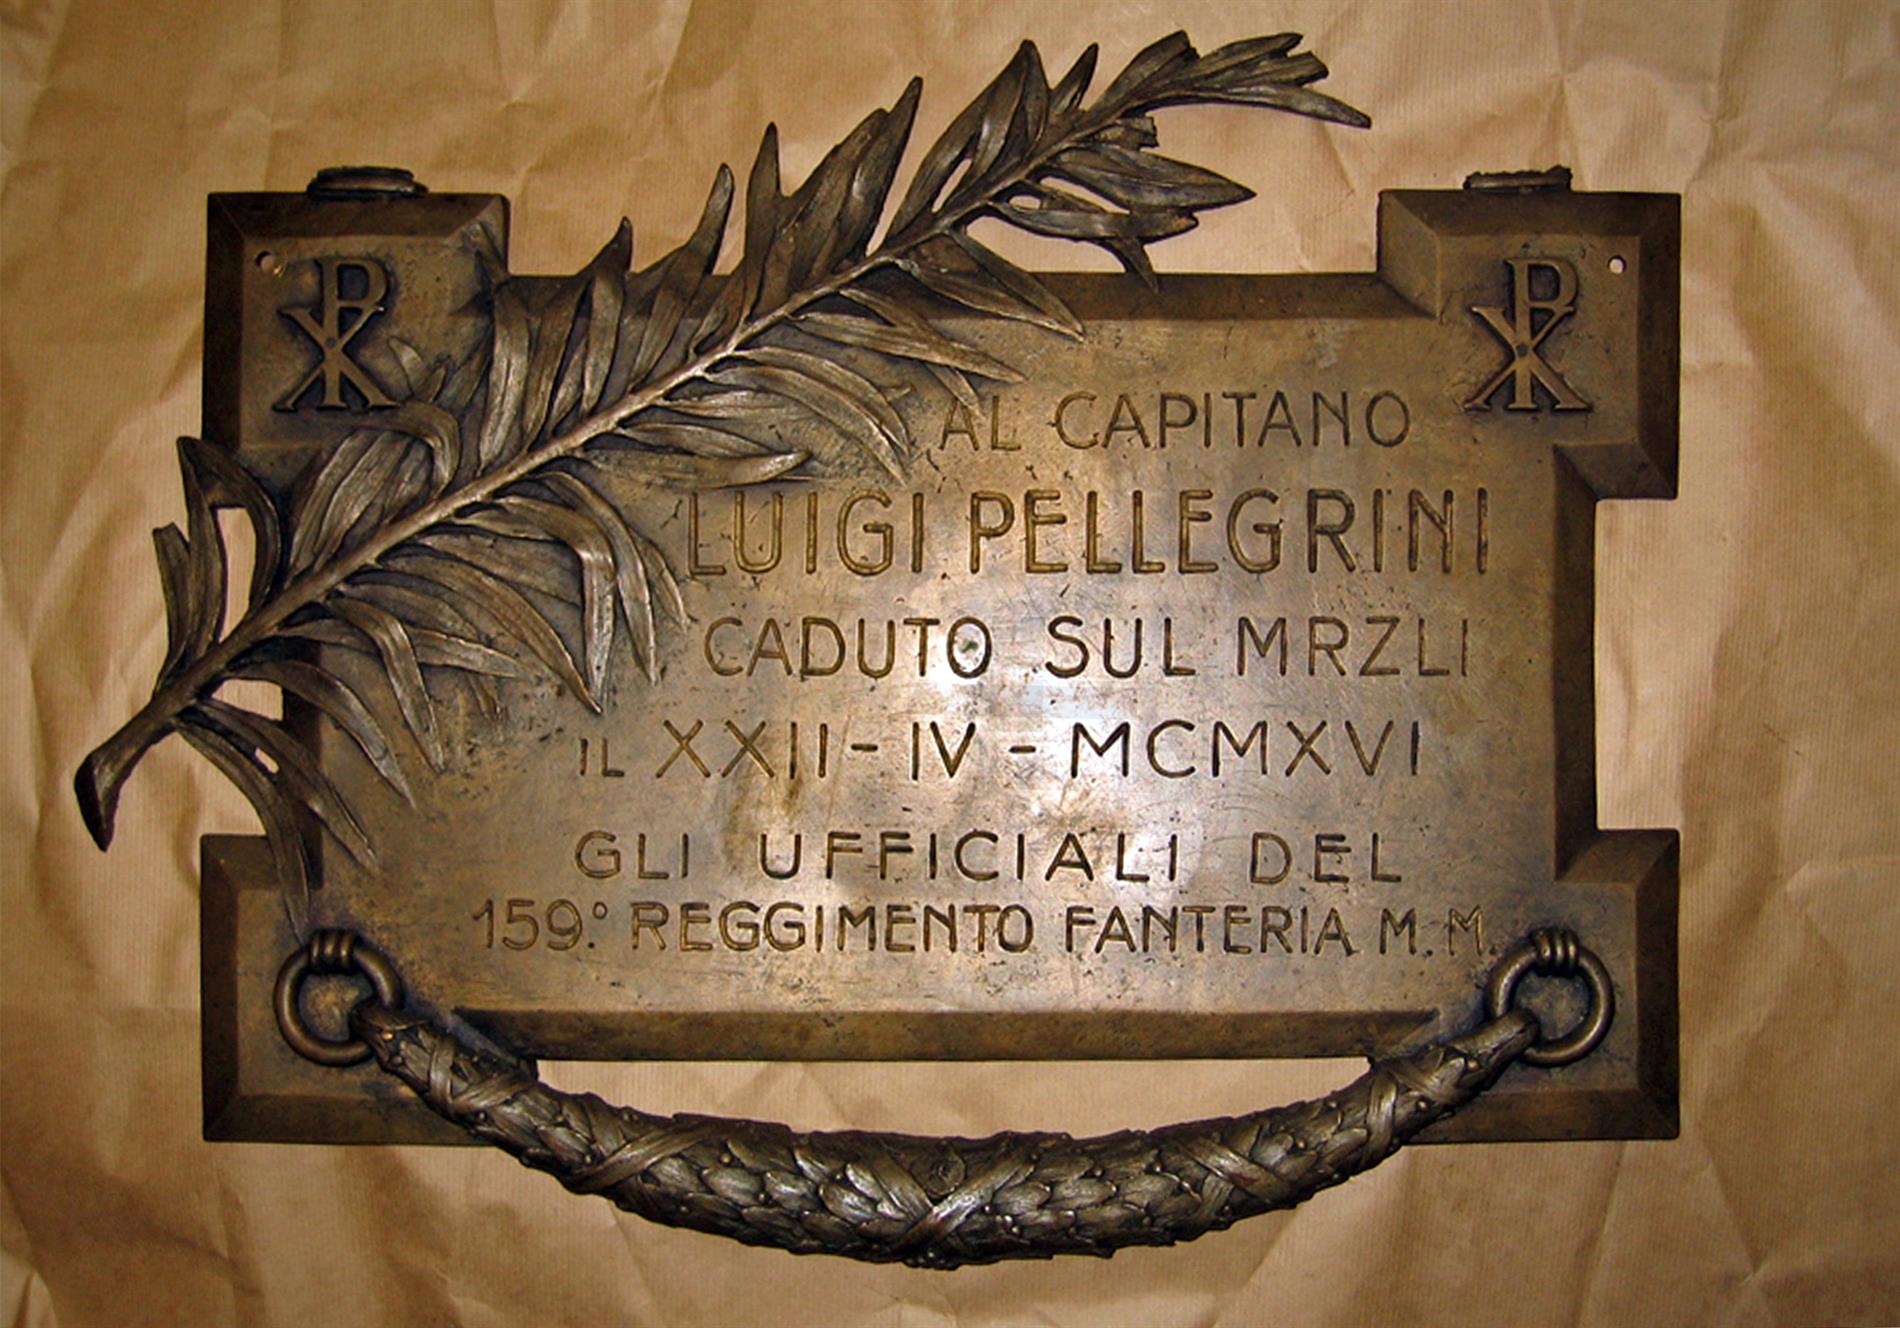 AL CAPITANO
LUIGI PELLEGRINI
CADUTO SUL MRZLI
IL XXII - IV - MCMXVI
GLI UFFICIALI DEL
159.° REGGIMENTO FANTERIA M.M.